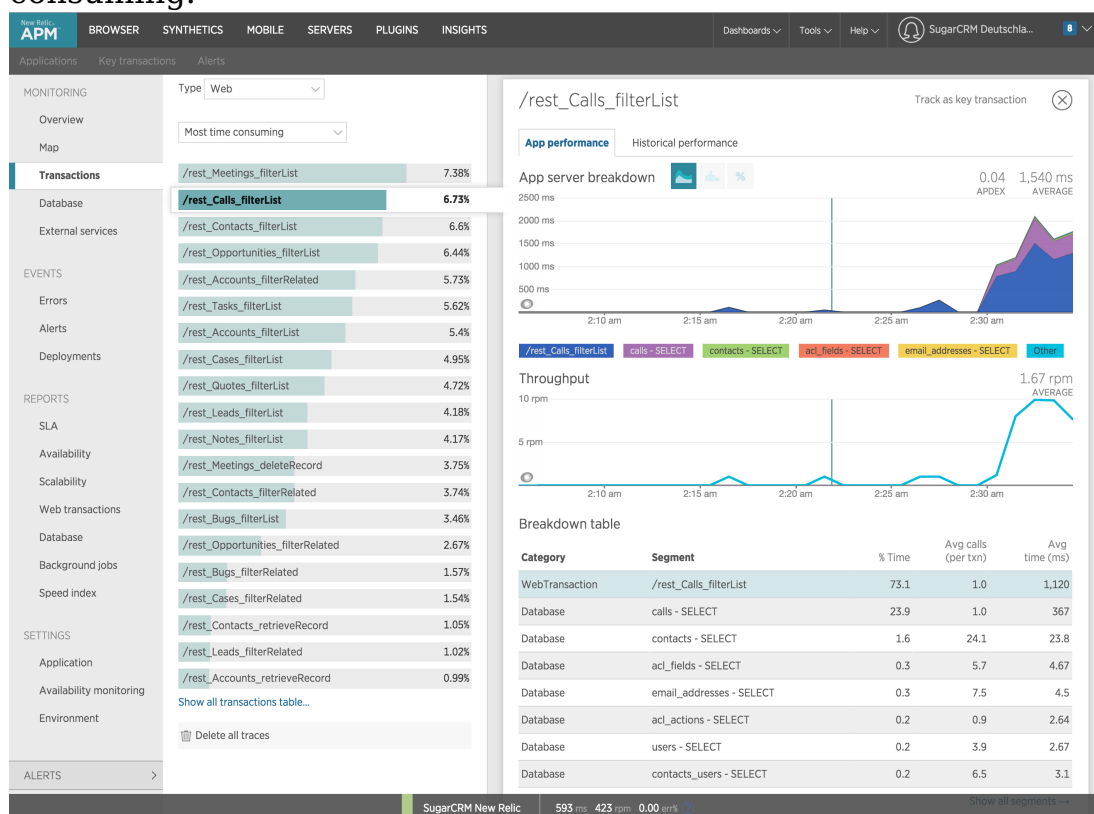 consuming.
New Relic.
APM BROWSER SYNTHETICS MOBILE SERVERS PLUGINS INSIGHTS Dashboards Tools Help SugarCRM Deutschla... 8
Applications Key transactions Alerts
MONITORING
Overview
Map
Transactions
Database
External services
EVENTS
Errors
Alerts
Deployments
REPORTS
SLA
Availability
Scalability
Web transactions
Database
Background jobs
Speed index
SETTINGS
Application
Availability monitoring
Environment
ALERTS >
Type Web
Most time consuming
/rest_Meetings_filterList 7.38%
/rest_Calls_filterList 6.73%
/rest_Contacts_filterList 6.6%
/rest_Opportunities_filterList 6.44%
/rest_Accounts_filterRelated 5.73%
/rest_Tasks_filterList 5.62%
/rest_Accounts_filterList 5.4%
/rest_Cases_filterList 4.95%
/rest_Quotes_filterList 4.72%
/rest_Leads_filterList 4.18%
/rest_Notes_filterList 4.17%
/rest_Meetings_deleteRecord 3.75%
/rest_Contacts_filterRelated 3.74%
/rest_Bugs_filterList 3.46%
/rest_Opportunities_filterRelated 2.67%
/rest_Bugs_filterRelated 1.57%
/rest_Cases_filterRelated 1.54%
/rest_Contacts_retrieveRecord 1.05%
/rest_Leads_filterRelated 1.02%
/rest_Accounts_retrieveRecord 0.99%
Show all transactions table...
Delete all traces
/rest_Calls_filterList Track as key transaction
App performance Historical performance
App server breakdown % 0.04 1,540 ms
APDEX AVERAGE
2500 ms
2000 ms
1500 ms
1000 ms
500 ms
2:10 am 2:15 am 2:20 am 2:25 am 2:30 am
/rest_Calls_filterList calls - SELECT contacts - SELECT acl_fields - SELECT email_addresses - SELECT Other
Throughput 1.67 rpm
AVERAGE
10 rpm
5 rpm
2:10 am 2:15 am 2:20 am 2:25 am 2:30 am
Breakdown table
Category Segment % Time Avg calls (per txn) Avg time (ms)
WebTransaction /rest_Calls_filterList 73.1 1.0 1,120
Database calls - SELECT 23.9 1.0 367
Database contacts - SELECT 1.6 24.1 23.8
Database acl_fields - SELECT 0.3 5.7 4.67
Database email_addresses - SELECT 0.3 7.5 4.5
Database acl_actions - SELECT 0.2 0.9 2.64
Database users - SELECT 0.2 3.9 2.67
Database contacts_users - SELECT 0.2 6.5 3.1
Show all segments →
SugarCRM New Relic 593 ms 423 rpm 0.00 err%